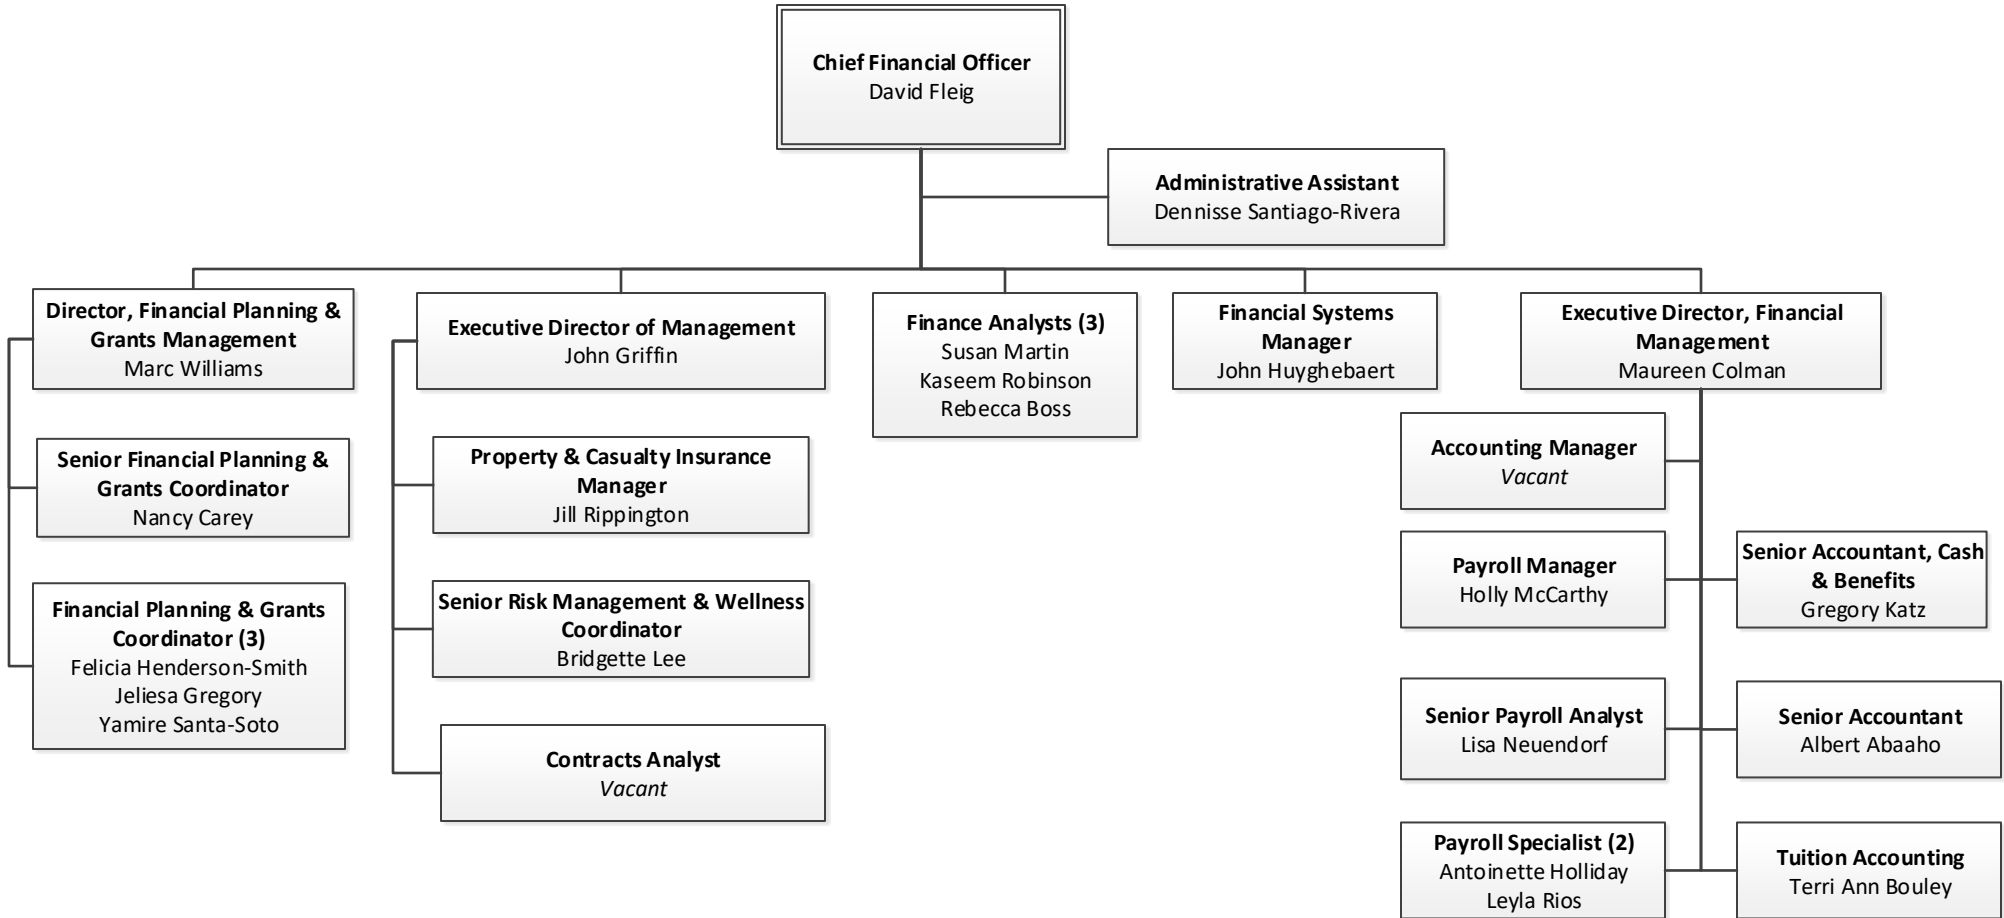 Chief Financial Officer
David Fleig
Administrative Assistant
Dennisse Santiago-Rivera
Director, Financial Planning &
Grants Management
Marc Williams
Senior Financial Planning &
Grants Coordinator
Nancy Carey
Financial Planning & Grants
Coordinator (3)
Felicia Henderson-Smith
Jeliesa Gregory
Yamire Santa-Soto
Executive Director of Management
John Griffin
Property & Casualty Insurance
Manager
Jill Rippington
Senior Risk Management & Wellness
Coordinator
Bridgette Lee
Contracts Analyst
Vacant
Finance Analysts (3)
Susan Martin
Kaseem Robinson
Rebecca Boss
Financial Systems
Manager
John Huyghebaert
Executive Director, Financial
Management
Maureen Colman
Accounting Manager
Vacant
Payroll Manager
Holly McCarthy
Senior Accountant, Cash
& Benefits
Gregory Katz
Senior Payroll Analyst
Lisa Neuendorf
Senior Accountant
Albert Abaaho
Payroll Specialist (2)
Antoinette Holliday
Leyla Rios
Tuition Accounting
Terri Ann Bouley